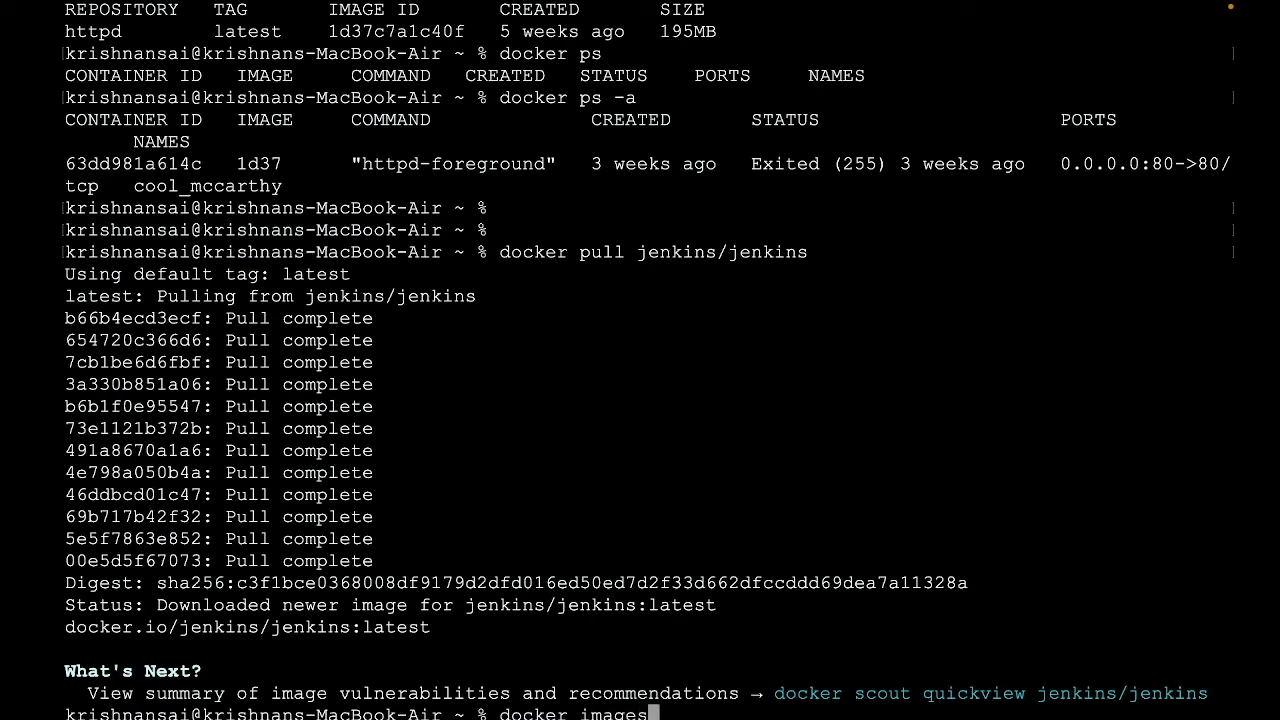 REPOSITORY TAG IMAGE ID CREATED SIZE
httpd latest 1d37c7a1c40f 5 weeks ago 195MB
krishnansai@krishnans-MacBook-Air ~ % docker ps
CONTAINER ID IMAGE COMMAND CREATED STATUS PORTS NAMES
krishnansai@krishnans-MacBook-Air ~ % docker ps -a
CONTAINER ID IMAGE COMMAND CREATED STATUS PORTS
NAMES
63dd981a614c 1d37 "httpd-foreground" 3 weeks ago Exited (255) 3 weeks ago 0.0.0.0:80->80/
tcp cool_mccarthy
krishnansai@krishnans-MacBook-Air ~ %
krishnansai@krishnans-MacBook-Air ~ %
krishnansai@krishnans-MacBook-Air ~ % docker pull jenkins/jenkins
Using default tag: latest
latest: Pulling from jenkins/jenkins
b66b4ecd3ecf: Pull complete
654720c366d6: Pull complete
7cb1be6d6fbf: Pull complete
3a330b851a06: Pull complete
b6b1f0e95547: Pull complete
73e1121b372b: Pull complete
491a8670a1a6: Pull complete
4e798a050b4a: Pull complete
46ddbcd01c47: Pull complete
69b717b42f32: Pull complete
5e5f7863e852: Pull complete
00e5d5f67073: Pull complete
Digest: sha256:c3f1bce0368008df9179d2dfd016ed50ed7d2f33d662dfccddd69dea7a11328a
Status: Downloaded newer image for jenkins/jenkins:latest
docker.io/jenkins/jenkins:latest
What's Next?
View summary of image vulnerabilities and recommendations → docker scout quickview jenkins/jenkins
krishnansai@krishnans-MacBook-Air ~ % docker images